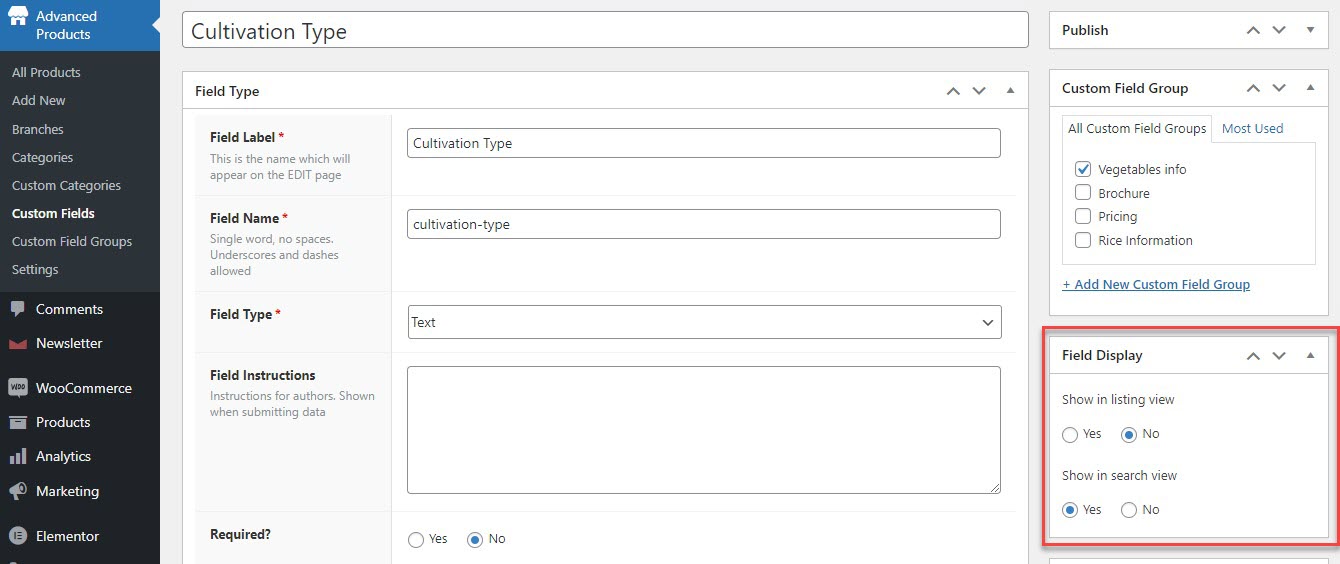 Advanced
Products
All Products
Add New
Branches
Categories
Custom Categories
Custom Fields
Custom Field Groups
Settings
Comments
Newsletter
WOO
WooCommerce
Products
Analytics
Marketing
Elementor
Cultivation Type
Field Type
Field Label *
This is the name which will
appear on the EDIT page
Cultivation Type
Field Name *
Single word, no spaces.
Underscores and dashes
allowed
cultivation-type
Field Type *
Text
Field Instructions
Instructions for authors. Shown
when submitting data
Required?
Yes No
Publish
Custom Field Group
All Custom Field Groups Most Used
Vegetables info
Brochure
Pricing
Rice Information
+ Add New Custom Field Group
Field Display
Show in listing view
Yes No
Show in search view
Yes No